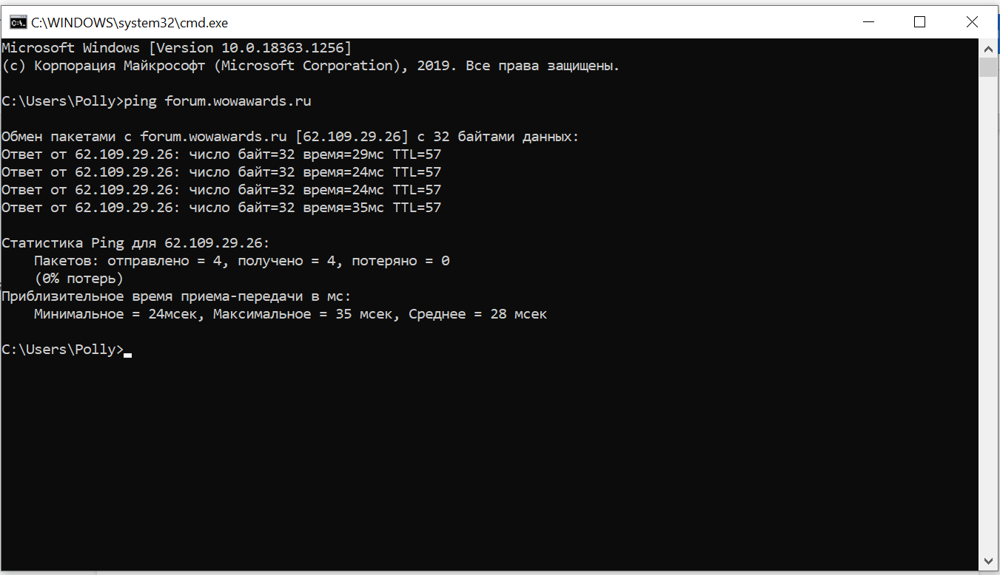 C:\WINDOWS\system32\cmd.exe
Microsoft Windows [Version 10.0.18363.1256]
(c) Корпорация Майкрософт (Microsoft Corporation), 2019. Все права защищены.
C:\Users\Polly>ping forum.wowawards.ru
Обмен пакетами с forum.wowawards.ru [62.109.29.26] с 32 байтами данных:
Ответ от 62.109.29.26: число байт=32 время=29мс TTL=57
Ответ от 62.109.29.26: число байт=32 время=24мс TTL=57
Ответ от 62.109.29.26: число байт=32 время=24мс TTL=57
Ответ от 62.109.29.26: число байт=32 время=35мс TTL=57
Статистика Ping для 62.109.29.26:
    Пакетов: отправлено = 4, получено = 4, потеряно = 0
    (0% потерь)
Приблизительное время приема-передачи в мс:
    Минимальное = 24мсек, Максимальное = 35 мсек, Среднее = 28 мсек
C:\Users\Polly>